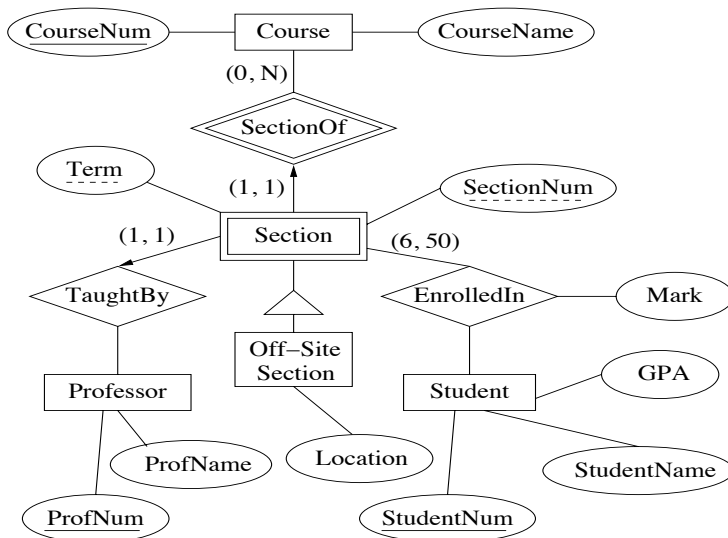 CourseNum
Course
CourseName
(0, N)
SectionOf
Term
(1, 1)
SectionNum
(1, 1)
Section
(6, 50)
TaughtBy
EnrolledIn
Mark
Off-Site
Section
Professor
Student
GPA
ProfName
Location
StudentName
ProfNum
StudentNum